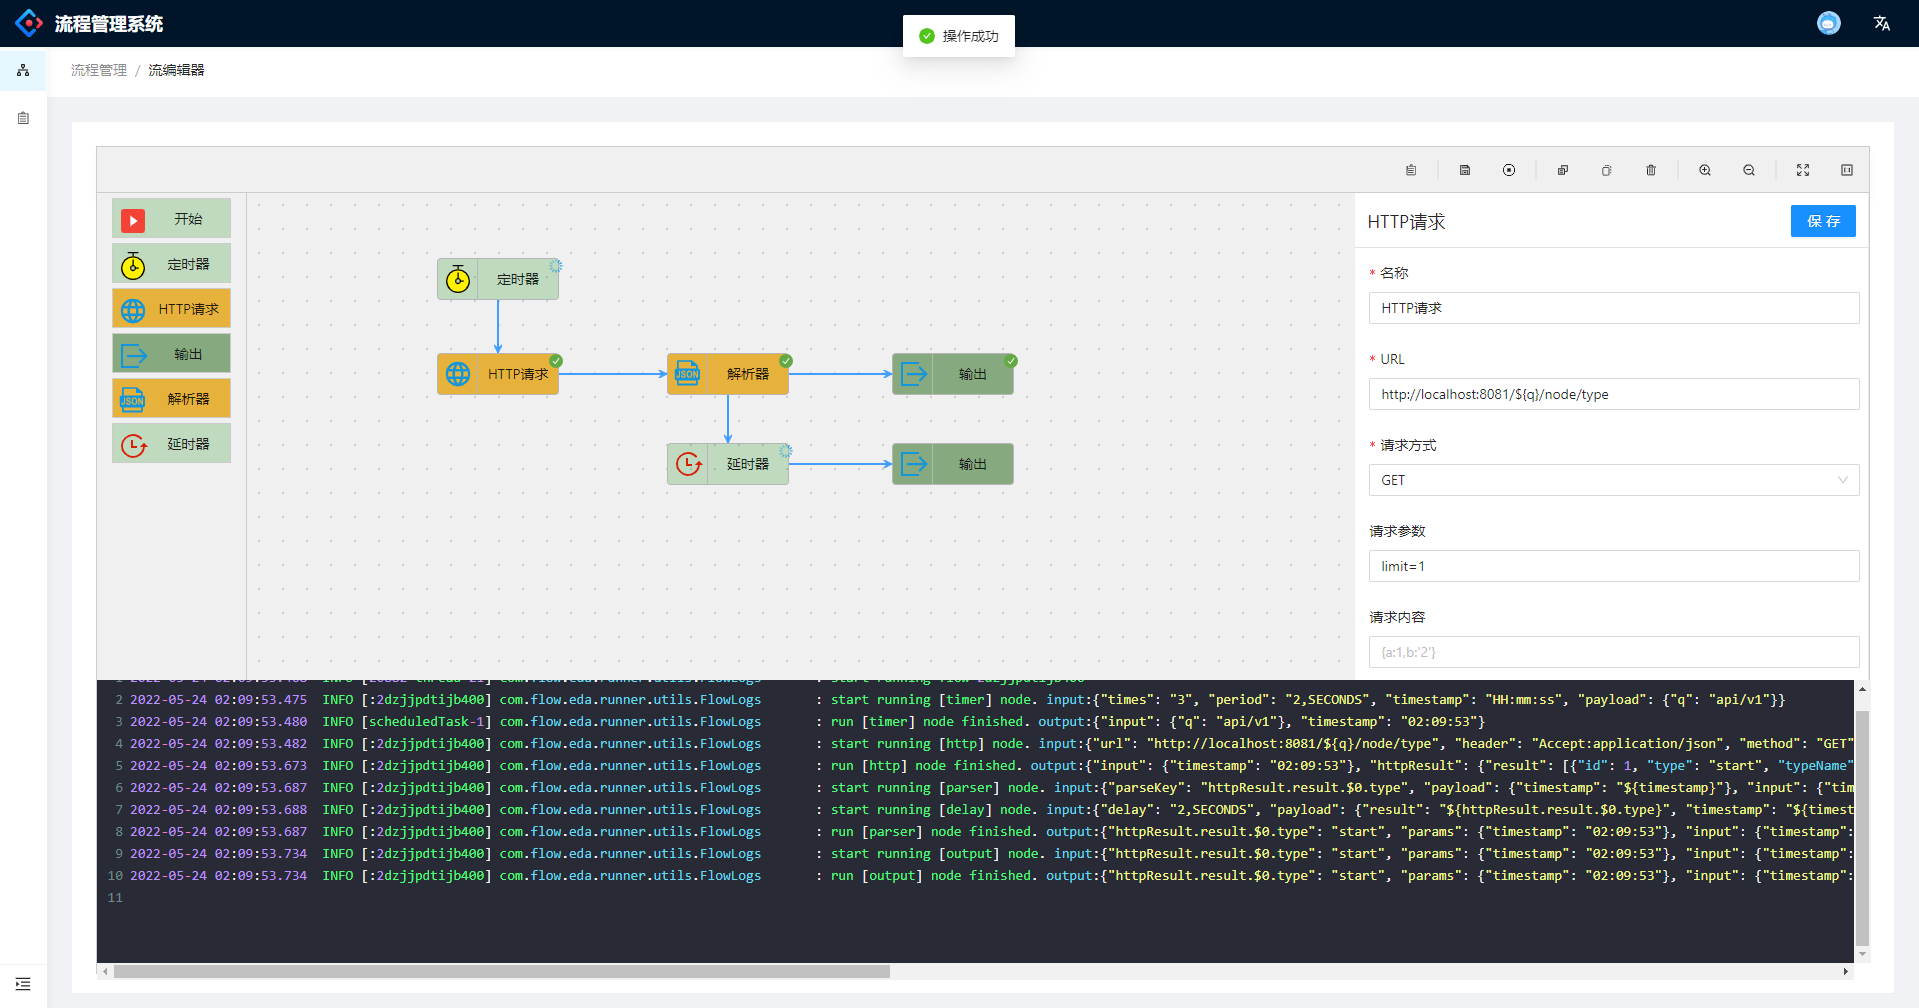 流程管理系统
操作成功
流程管理 / 流编辑器
开始
定时器
HTTP请求
输出
解析器
延时器
定时器
HTTP请求
JSON 解析器
输出
延时器
输出
HTTP请求
保 存
* 名称
HTTP请求
* URL
http://localhost:8081/${q}/node/type
* 请求方式
GET
请求参数
limit=1
请求内容
{a:1,b:'2'}
2 2022-05-24 02:09:53.475 INFO [:2dzjjpdtijb400] com.flow.eda.runner.utils.FlowLogs : start running [timer] node. input:{"times": "3", "period": "2,SECONDS", "timestamp": "HH:mm:ss", "payload": {"q": "api/v1"}}
3 2022-05-24 02:09:53.480 INFO [scheduledTask-1] com.flow.eda.runner.utils.FlowLogs : run [timer] node finished. output:{"input": {"q": "api/v1"}, "timestamp": "02:09:53"}
4 2022-05-24 02:09:53.482 INFO [:2dzjjpdtijb400] com.flow.eda.runner.utils.FlowLogs : start running [http] node. input:{"url": "http://localhost:8081/${q}/node/type", "header": "Accept:application/json", "method": "GET"
5 2022-05-24 02:09:53.673 INFO [:2dzjjpdtijb400] com.flow.eda.runner.utils.FlowLogs : run [http] node finished. output:{"input": {"timestamp": "02:09:53"}, "httpResult": {"result": [{"id": 1, "type": "start", "typeName"
6 2022-05-24 02:09:53.687 INFO [:2dzjjpdtijb400] com.flow.eda.runner.utils.FlowLogs : start running [parser] node. input:{"parseKey": "httpResult.result.$0.type", "payload": {"timestamp": "${timestamp}"}, "input": {"tim
7 2022-05-24 02:09:53.688 INFO [:2dzjjpdtijb400] com.flow.eda.runner.utils.FlowLogs : start running [delay] node. input:{"delay": "2,SECONDS", "payload": {"result": "${httpResult.result.$0.type}", "timestamp": "${timest
8 2022-05-24 02:09:53.687 INFO [:2dzjjpdtijb400] com.flow.eda.runner.utils.FlowLogs : run [parser] node finished. output:{"httpResult.result.$0.type": "start", "params": {"timestamp": "02:09:53"}, "input": {"timestamp":
9 2022-05-24 02:09:53.734 INFO [:2dzjjpdtijb400] com.flow.eda.runner.utils.FlowLogs : start running [output] node. input:{"httpResult.result.$0.type": "start", "params": {"timestamp": "02:09:53"}, "input": {"timestamp":
10 2022-05-24 02:09:53.734 INFO [:2dzjjpdtijb400] com.flow.eda.runner.utils.FlowLogs : run [output] node finished. output:{"httpResult.result.$0.type": "start", "params": {"timestamp": "02:09:53"}, "input": {"timestamp":
11